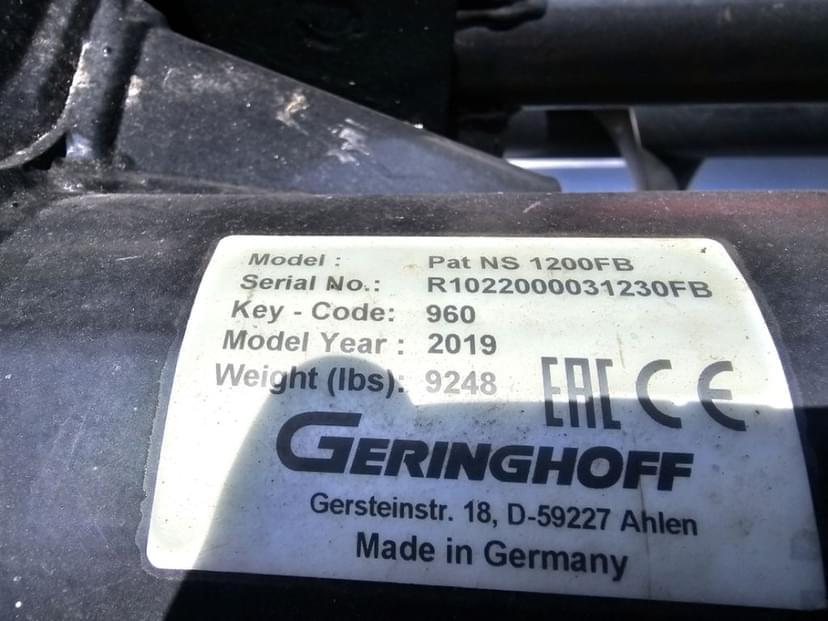 Model : Pat NS 1200FB
Serial No.: R1022000031230FB
Key - Code: 960
Model Year : 2019
Weight (lbs): 9248
EAC CE
GERINGHOFF
Gersteinstr. 18, D-59227 Ahlen
Made in Germany